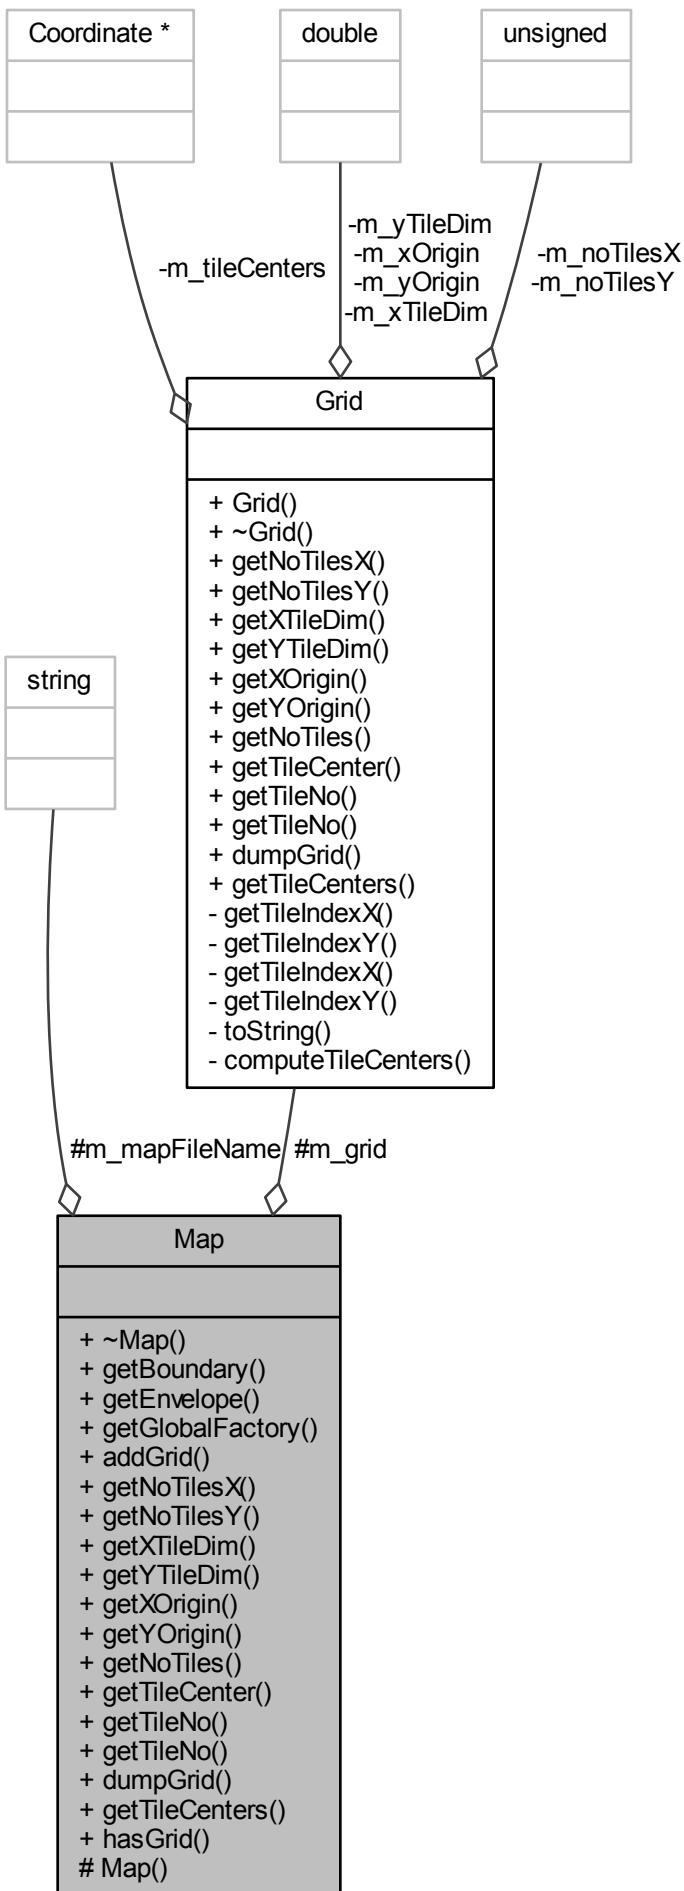 Coordinate *
double
unsigned
-m_tileCenters
-m_yTileDim
-m_xOrigin
-m_yOrigin
-m_xTileDim
-m_noTilesX
-m_noTilesY
Grid
+ Grid()
+ ~Grid()
+ getNoTilesX()
+ getNoTilesY()
+ getXTileDim()
+ getYTileDim()
+ getXOrigin()
+ getYOrigin()
+ getNoTiles()
+ getTileCenter()
+ getTileNo()
+ getTileNo()
+ dumpGrid()
+ getTileCenters()
- getTileIndexX()
- getTileIndexY()
- getTileIndexX()
- getTileIndexY()
- toString()
- computeTileCenters()
string
#m_mapFileName
#m_grid
Map
+ ~Map()
+ getBoundary()
+ getEnvelope()
+ getGlobalFactory()
+ addGrid()
+ getNoTilesX()
+ getNoTilesY()
+ getXTileDim()
+ getYTileDim()
+ getXOrigin()
+ getYOrigin()
+ getNoTiles()
+ getTileCenter()
+ getTileNo()
+ getTileNo()
+ dumpGrid()
+ getTileCenters()
+ hasGrid()
# Map()